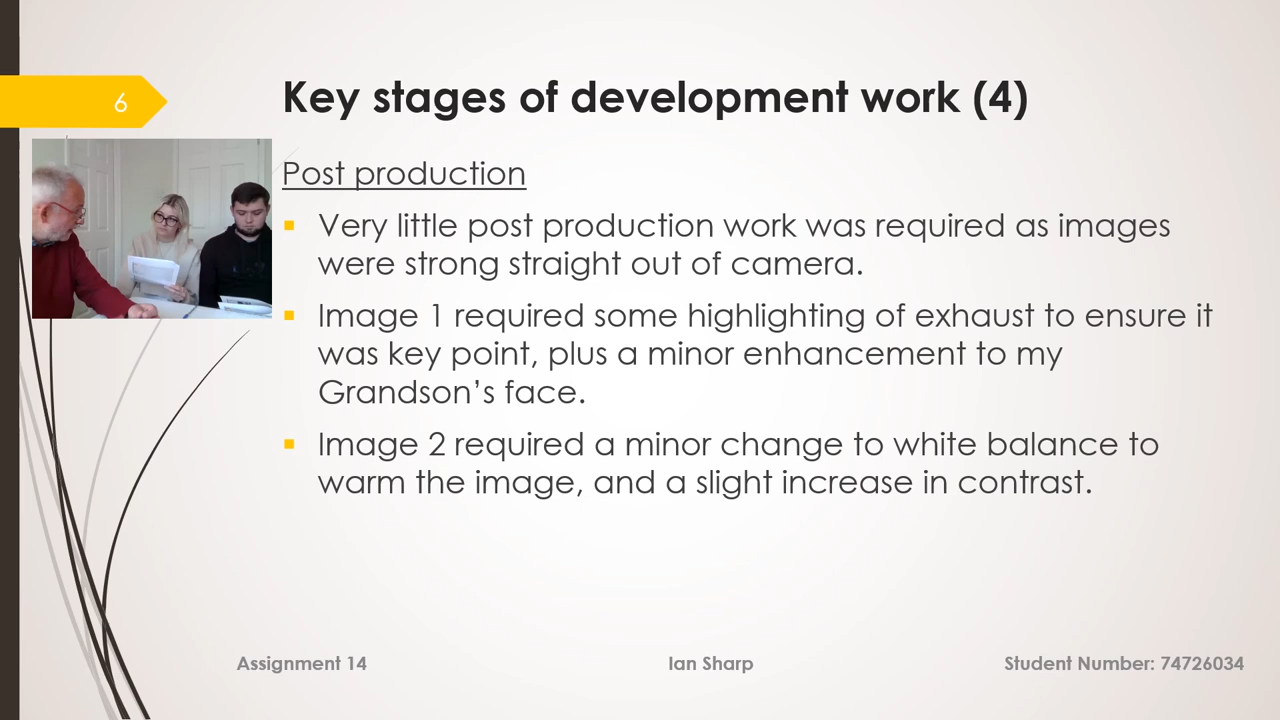 6
Key stages of development work (4)
Post production
Very little post production work was required as images
were strong straight out of camera.
Image 1 required some highlighting of exhaust to ensure it
was key point, plus a minor enhancement to my
Grandson’s face.
Image 2 required a minor change to white balance to
warm the image, and a slight increase in contrast.
Assignment 14
Ian Sharp
Student Number: 74726034